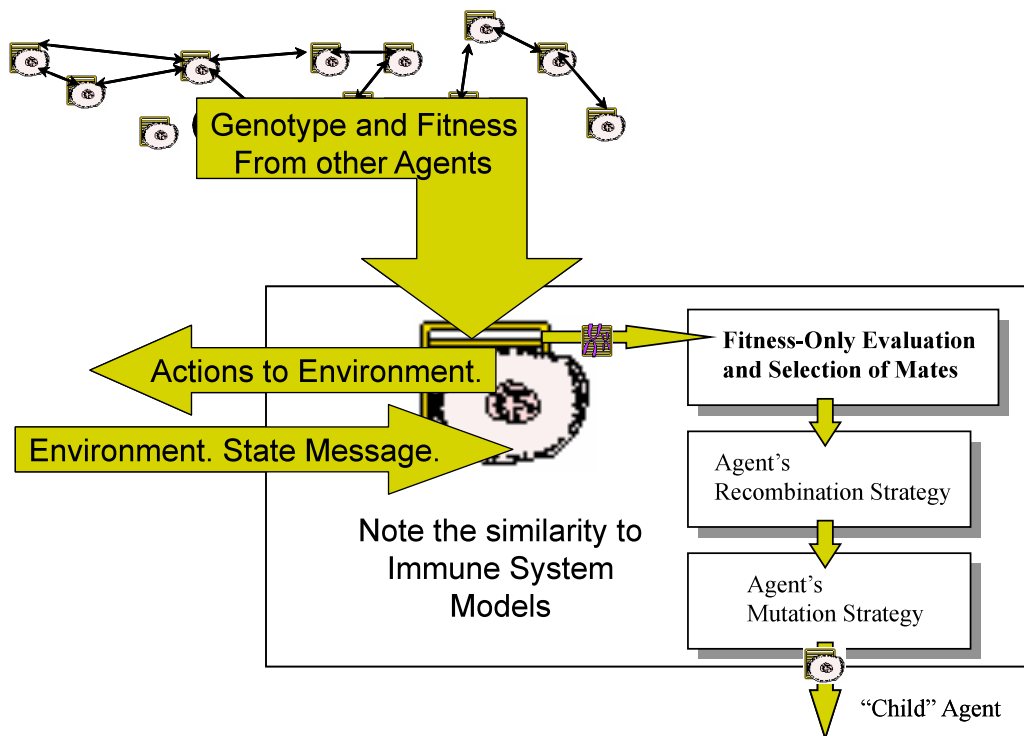 Genotype and Fitness
From other Agents
Actions to Environment.
Environment. State Message.
Note the similarity to
Immune System
Models
Fitness-Only Evaluation
and Selection of Mates
Agent’s
Recombination Strategy
Agent’s
Mutation Strategy
“Child” Agent